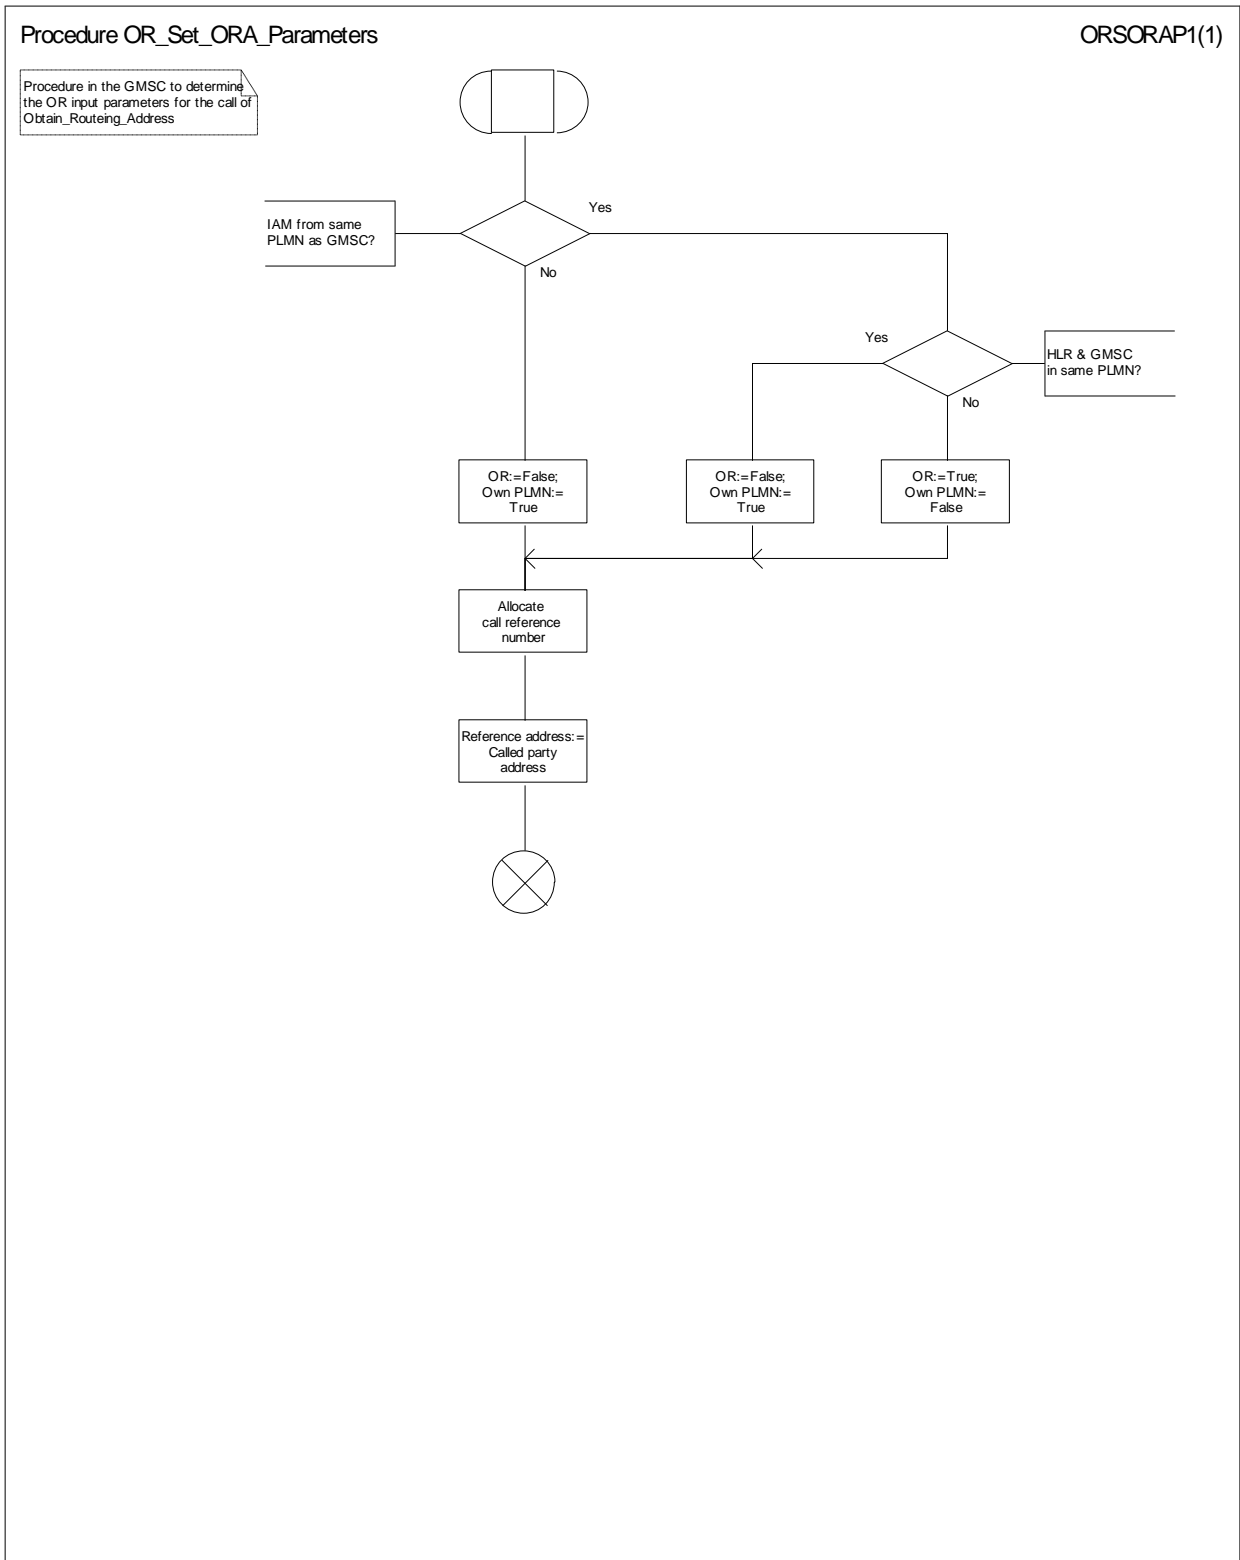 Procedure OR_Set_ORA_Parameters
ORSORAP1(1)
Procedure in the GMSC to determine
the OR input parameters for the call of
Obtain_Routeing_Address
IAM from same
PLMN as GMSC?
Yes
No
Yes
HLR & GMSC
in same PLMN?
No
OR:=False;
Own PLMN:=
True
OR:=False;
Own PLMN:=
True
OR:=True;
Own PLMN:=
False
Allocate
call reference
number
Reference address:=
Called party
address